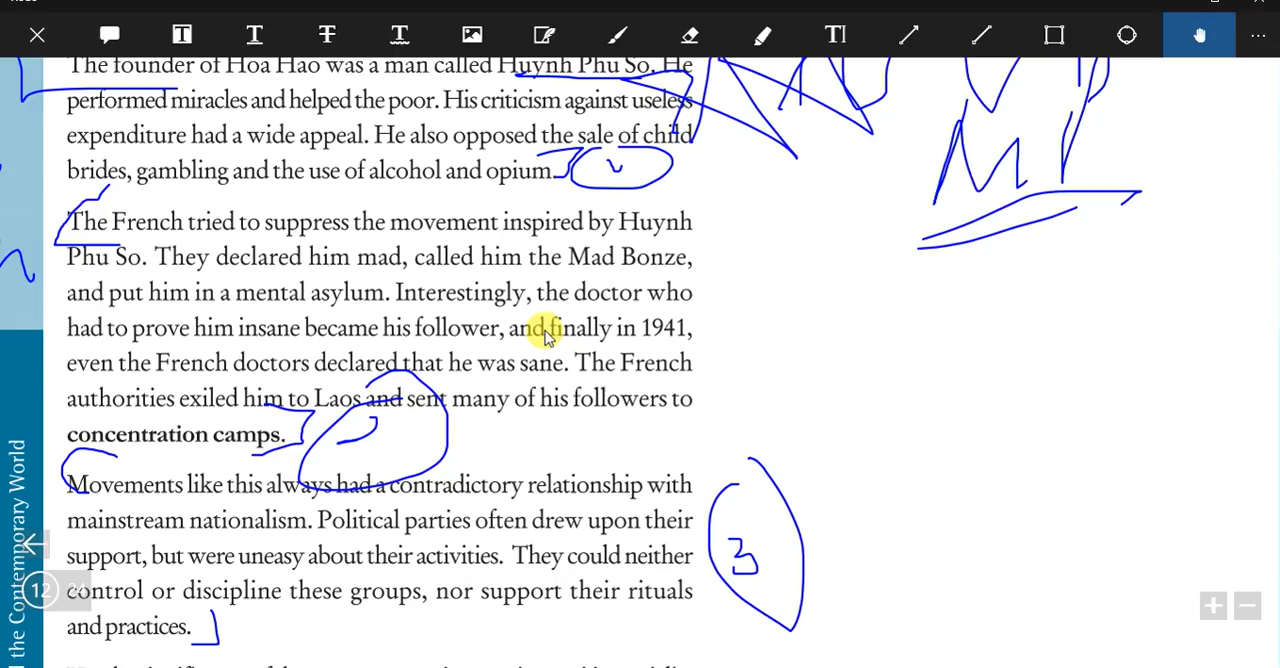 The founder of Hoa Hao was a man called Huynh Phu So. He
performed miracles and helped the poor. His criticism against useless
expenditure had a wide appeal. He also opposed the sale of child
brides, gambling and the use of alcohol and opium.
The French tried to suppress the movement inspired by Huynh
Phu So. They declared him mad, called him the Mad Bonze,
and put him in a mental asylum. Interestingly, the doctor who
had to prove him insane became his follower, and finally in 1941,
even the French doctors declared that he was sane. The French
authorities exiled him to Laos and sent many of his followers to
concentration camps.
Movements like this always had a contradictory relationship with
mainstream nationalism. Political parties often drew upon their
support, but were uneasy about their activities. They could neither
control or discipline these groups, nor support their rituals
and practices.
3
the Contemporary World
12 24